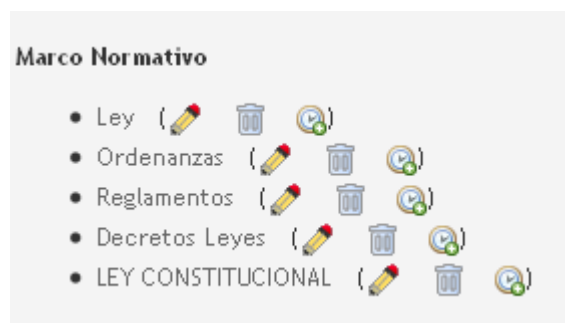 Marco Normativo
Ley ( )
Ordenanzas ( )
Reglamentos ( )
Decretos Leyes ( )
LEY CONSTITUCIONAL ( )